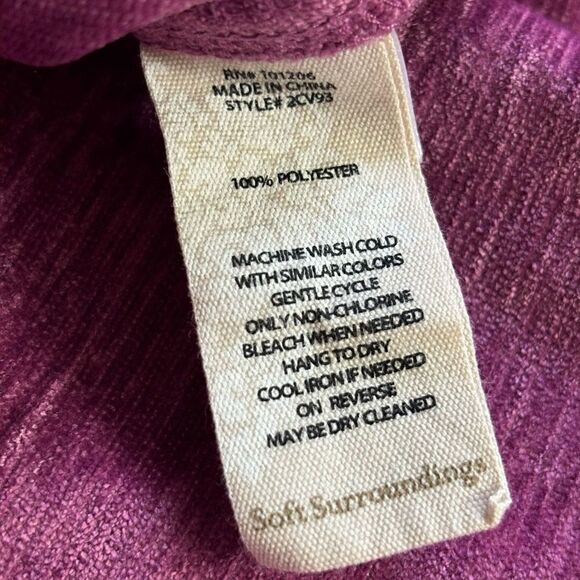 RN# 101206
MADE IN CHINA
STYLE# 2CV93
100% POLYESTER
MACHINE WASH COLD
WITH SIMILAR COLORS
GENTLE CYCLE
ONLY NON-CHLORINE
BLEACH WHEN NEEDED
HANG TO DRY
COOL IRON IF NEEDED
ON REVERSE
MAY BE DRY CLEANED
Soft Surroundings